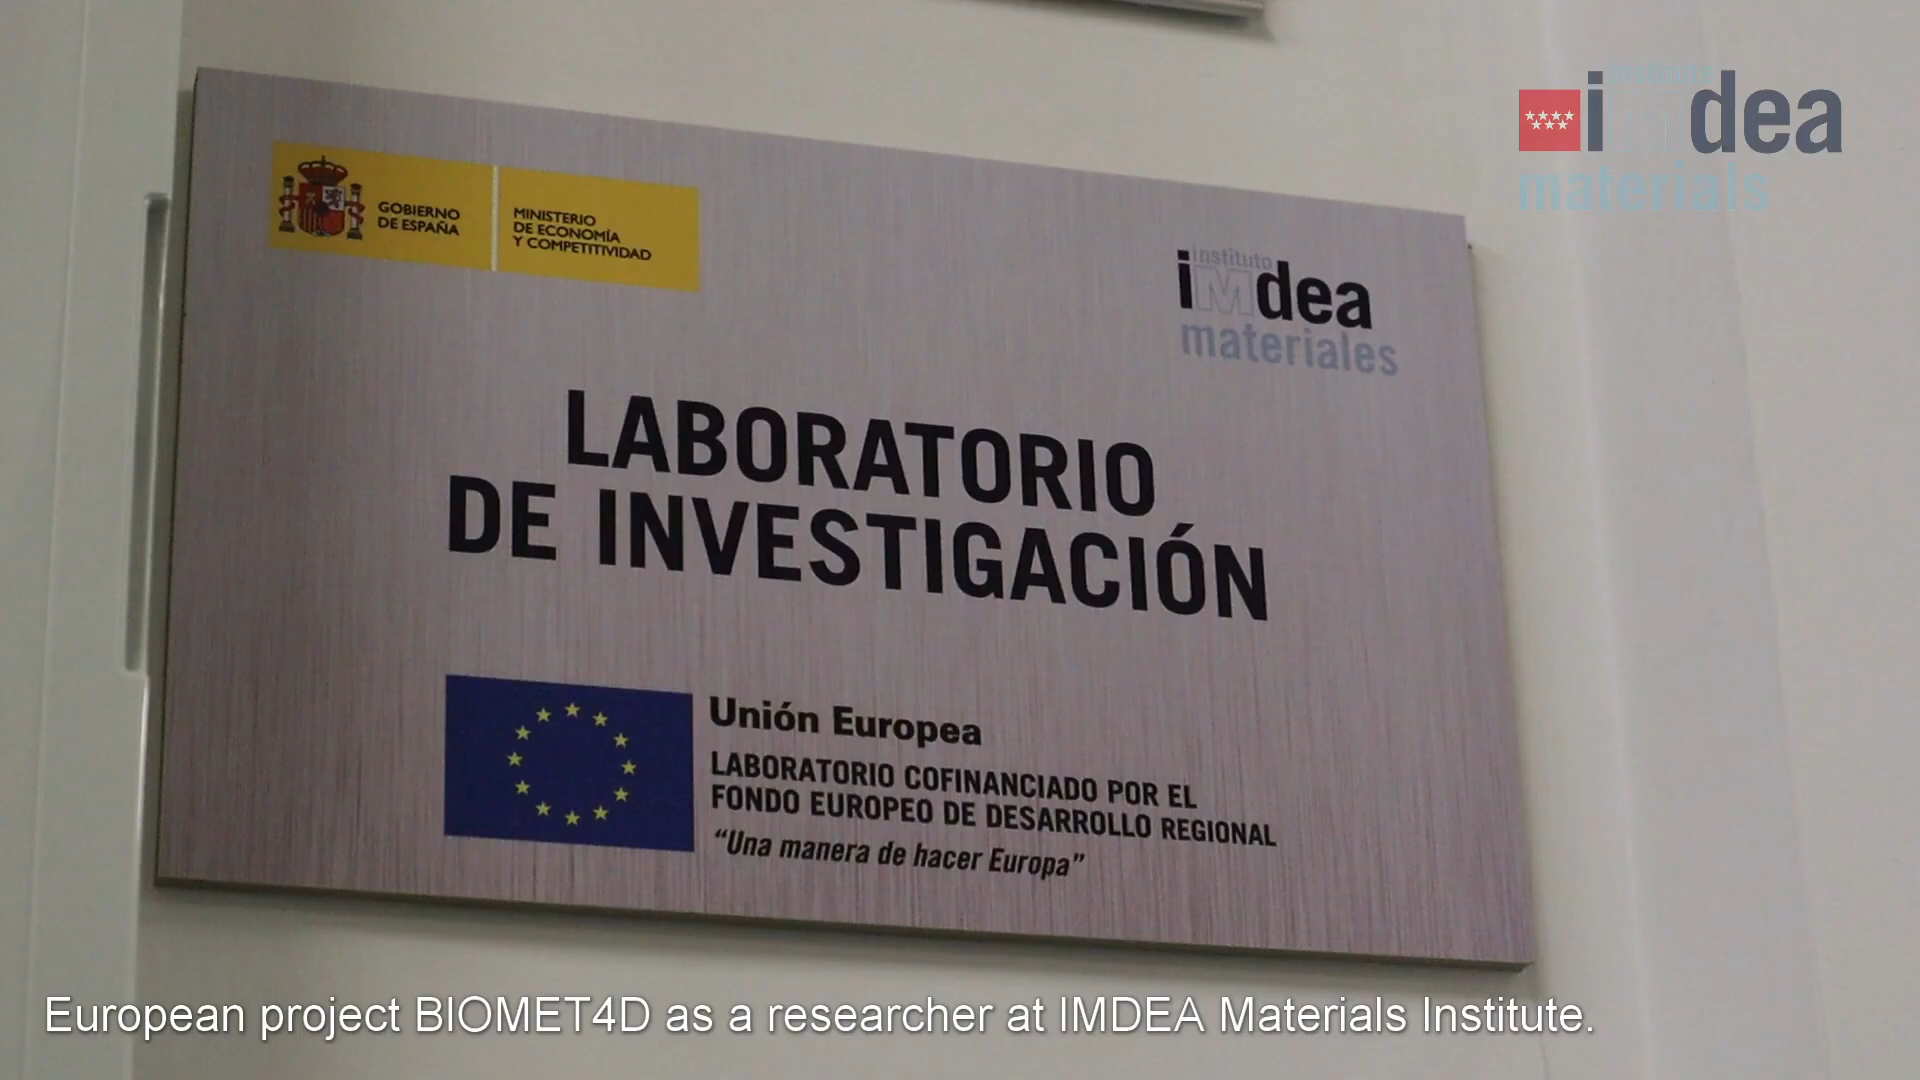 GOBIERNO
DE ESPAÑA
MINISTERIO
DE ECONOMÍA
Y COMPETITIVIDAD
instituto
iMdea
materiales
LABORATORIO
DE INVESTIGACIÓN
Unión Europea
LABORATORIO COFINANCIADO POR EL
FONDO EUROPEO DE DESARROLLO REGIONAL
“Una manera de hacer Europa”
instituto
iMdea
materials
European project BIOMET4D as a researcher at IMDEA Materials Institute.